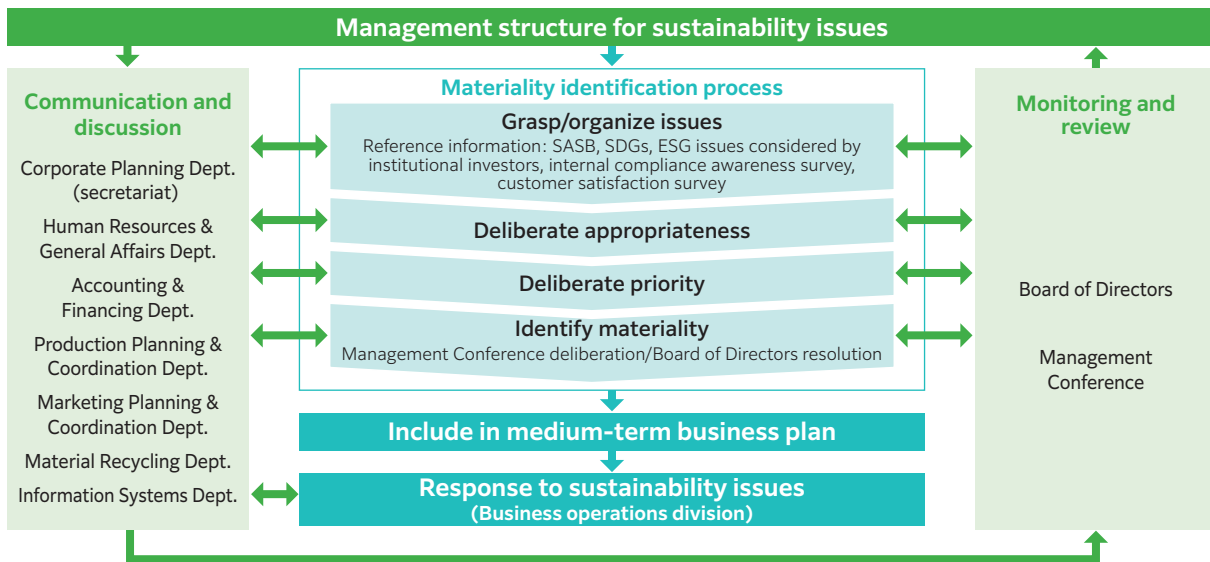 Management structure for sustainability issues
Communication and
discussion
Corporate Planning Dept.
(secretariat)
Human Resources &
General Affairs Dept.
Accounting &
Financing Dept.
Production Planning &
Coordination Dept.
Marketing Planning &
Coordination Dept.
Material Recycling Dept.
Information Systems Dept.
Materiality identification process
Grasp/organize issues
Reference information: SASB, SDGs, ESG issues considered by
institutional investors, internal compliance awareness survey,
customer satisfaction survey
Deliberate appropriateness
Deliberate priority
Identify materiality
Management Conference deliberation/Board of Directors resolution
Include in medium-term business plan
Response to sustainability issues
(Business operations division)
Monitoring and
review
Board of Directors
Management
Conference